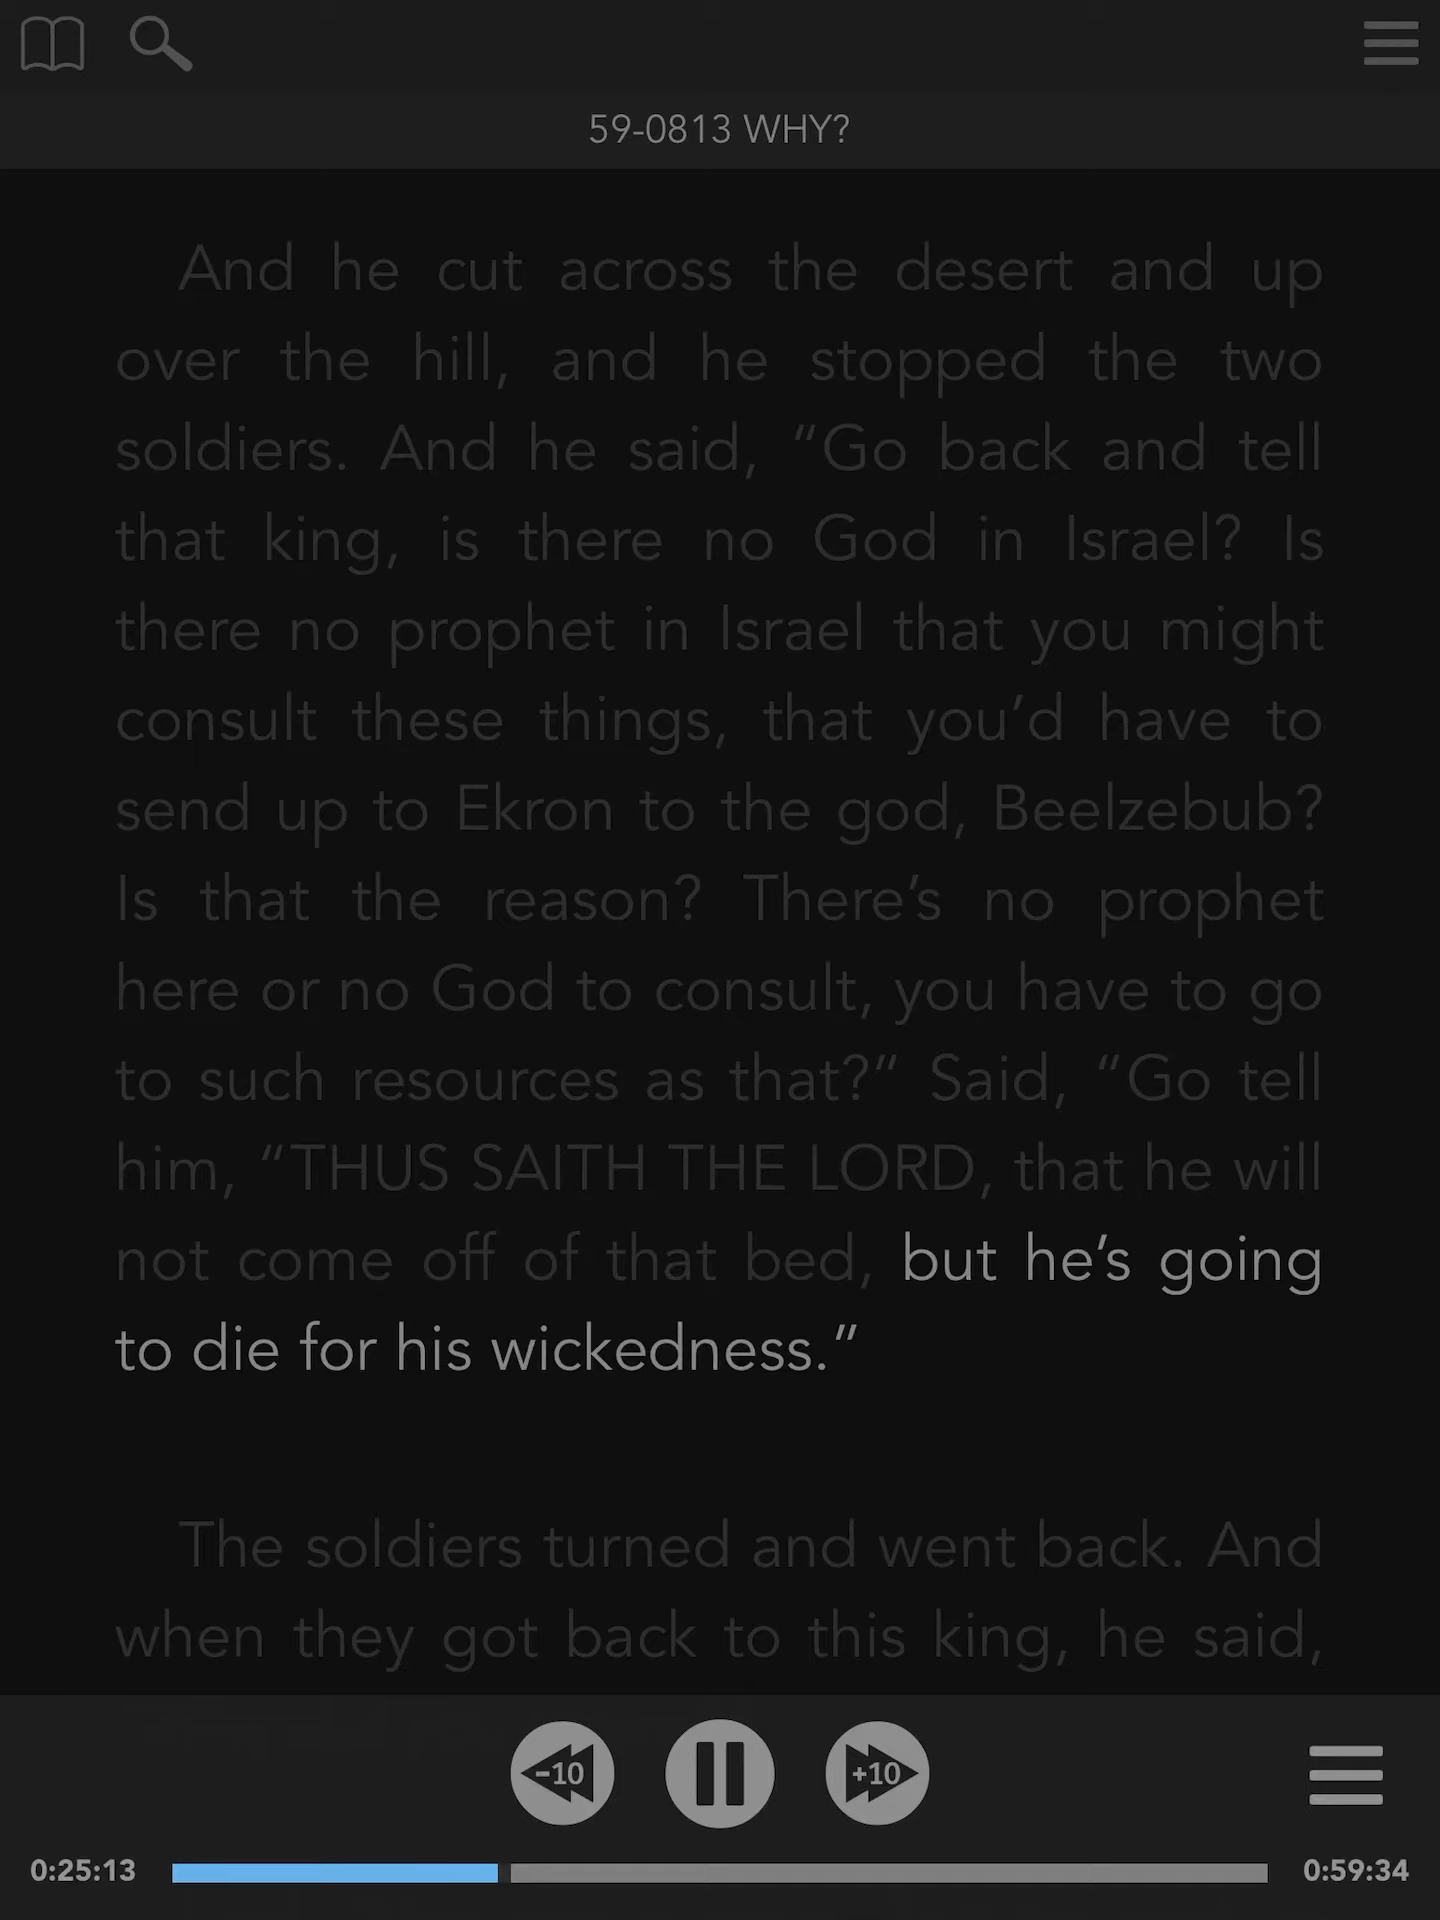 59-0813 WHY?
And he cut across the desert and up
over the hill, and he stopped the two
soldiers. And he said, “Go back and tell
that king, is there no God in Israel? Is
there no prophet in Israel that you might
consult these things, that you’d have to
send up to Ekron to the god, Beelzebub?
Is that the reason? There’s no prophet
here or no God to consult, you have to go
to such resources as that?” Said, “Go tell
him, “THUS SAITH THE LORD, that he will
not come off of that bed, but he’s going
to die for his wickedness.”
The soldiers turned and went back. And
when they got back to this king, he said,
-10 +10
0:25:13 0:59:34